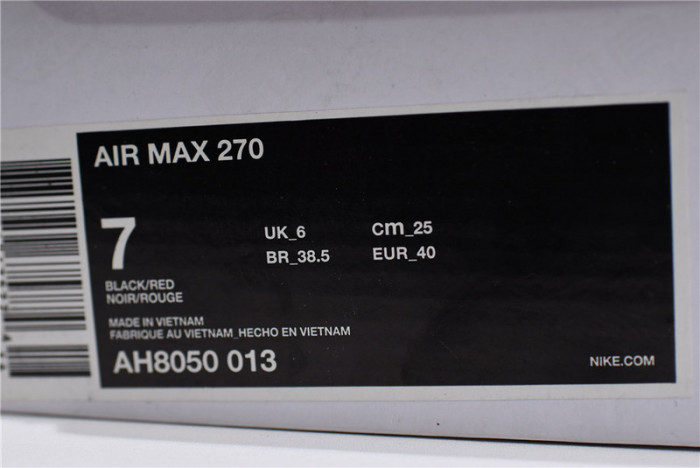 AIR MAX 270
7
UK_6 cm_25
BR_38.5 EUR_40
BLACK/RED
NOIR/ROUGE
MADE IN VIETNAM
FABRIQUE AU VIETNAM_HECHO EN VIETNAM
AH8050 013
NIKE.COM